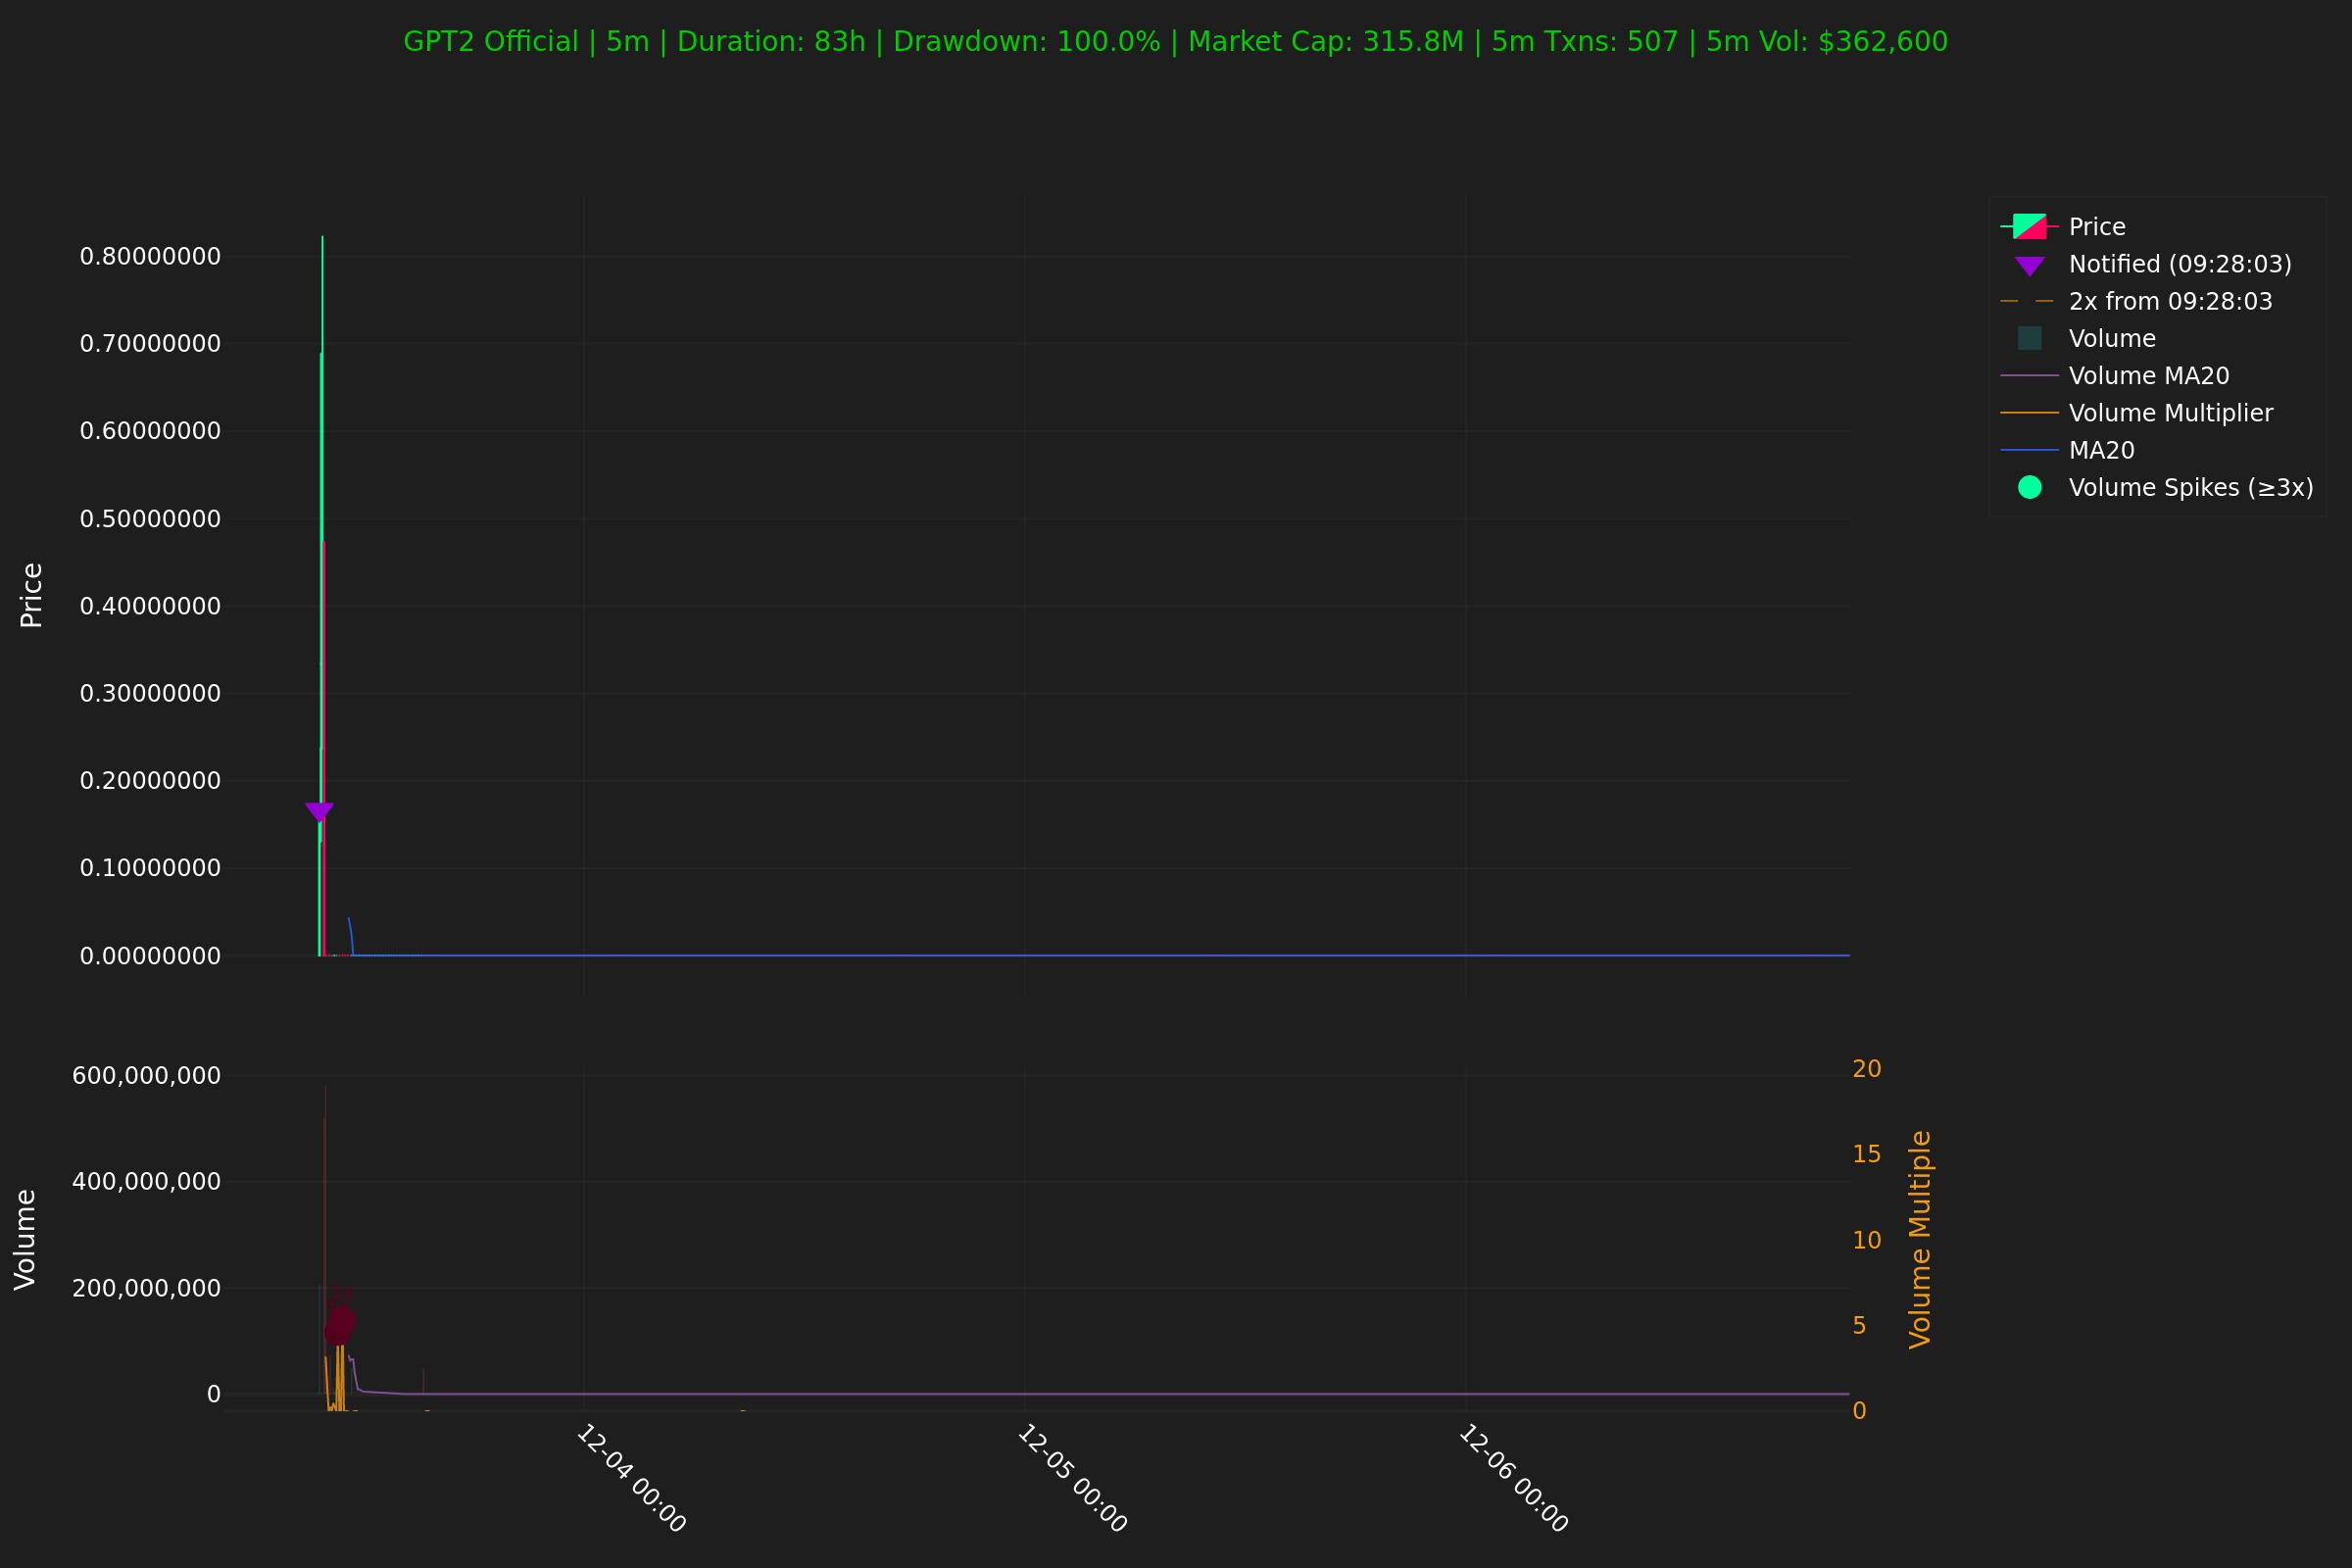 GPT2 Official | 5m | Duration: 83h | Drawdown: 100.0% | Market Cap: 315.8M | 5m Txns: 507 | 5m Vol: $362,600
Price
0.80000000
0.70000000
0.60000000
0.50000000
0.40000000
0.30000000
0.20000000
0.10000000
0.00000000
Price
Notified (09:28:03)
2x from 09:28:03
Volume
Volume MA20
Volume Multiplier
MA20
Volume Spikes (≥3x)
Volume
600,000,000
400,000,000
200,000,000
0
20
15
10
5
0
Volume Multiple
12-04 00:00
12-05 00:00
12-06 00:00